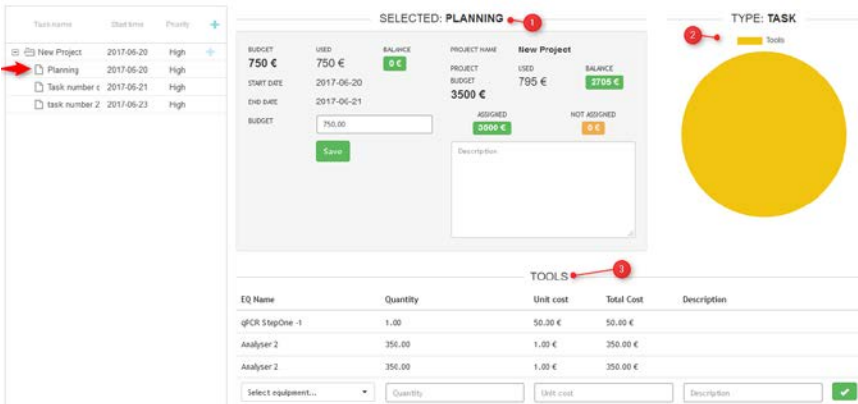 SELECTED: PLANNING
1
TYPE: TASK
2
Tools
Task name Start time Priority
New Project 2017-06-20 High
Planning 2017-06-20 High
Task number c 2017-06-21 High
task number 2 2017-06-23 High
BUDGET USED BALANCE
750 € 750 € 0 €
START DATE 2017-06-20
END DATE 2017-06-21
BUDGET 750,00
Save
PROJECT NAME New Project
PROJECT BUDGET USED BALANCE
3500 € 795 € 2705 €
ASSIGNED NOT ASSIGNED
3500 € 0 €
Description
TOOLS
3
EQ Name Quantity Unit cost Total Cost Description
qPCR StepOne -1 1.00 50.00 € 50.00 €
Analyser 2 350.00 1.00 € 350.00 €
Analyser 2 350.00 1.00 € 350.00 €
Select equipment... Quantity Unit cost Description